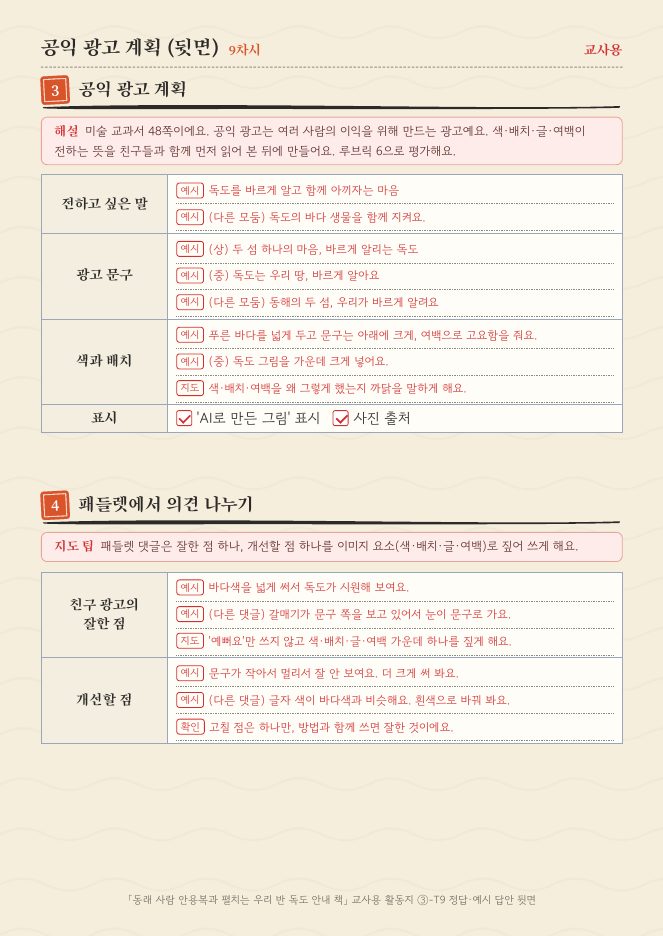 공익 광고 계획 (뒷면) 9차시
교사용
3 공익 광고 계획
해설 미술 교과서 48쪽이에요. 공익 광고는 여러 사람의 이익을 위해 만드는 광고예요. 색·배치·글·여백이
전하는 뜻을 친구들과 함께 먼저 읽어 본 뒤에 만들어요. 루브릭 6으로 평가해요.
전하고 싶은 말
예시 독도를 바르게 알고 함께 아끼자는 마음
예시 (다른 모둠) 독도의 바다 생물을 함께 지켜요.
광고 문구
예시 (상) 두 섬 하나의 마음, 바르게 알리는 독도
예시 (중) 독도는 우리 땅, 바르게 알아요
예시 (다른 모둠) 동해의 두 섬, 우리가 바르게 알려요
색과 배치
예시 푸른 바다를 넓게 두고 문구는 아래에 크게, 여백으로 고요함을 줘요.
예시 (중) 독도 그림을 가운데 크게 넣어요.
지도 색·배치·여백을 왜 그렇게 했는지 까닭을 말하게 해요.
표시
'AI로 만든 그림' 표시 사진 출처
4 패들렛에서 의견 나누기
지도 팁 패들렛 댓글은 잘한 점 하나, 개선할 점 하나를 이미지 요소(색·배치·글·여백)로 짚어 쓰게 해요.
친구 광고의
잘한 점
예시 바다색을 넓게 써서 독도가 시원해 보여요.
예시 (다른 댓글) 갈매기가 문구 쪽을 보고 있어서 눈이 문구로 가요.
지도 '예뻐요'만 쓰지 않고 색·배치·글·여백 가운데 하나를 짚게 해요.
개선할 점
예시 문구가 작아서 멀리서 잘 안 보여요. 더 크게 써 봐요.
예시 (다른 댓글) 글자 색이 바다색과 비슷해요. 흰색으로 바꿔 봐요.
확인 고칠 점은 하나만, 방법과 함께 쓰면 잘한 것이에요.
「동래 사람 안용복과 펼치는 우리 반 독도 안내 책」 교사용 활동지 ③-T9 정답·예시 답안 뒷면